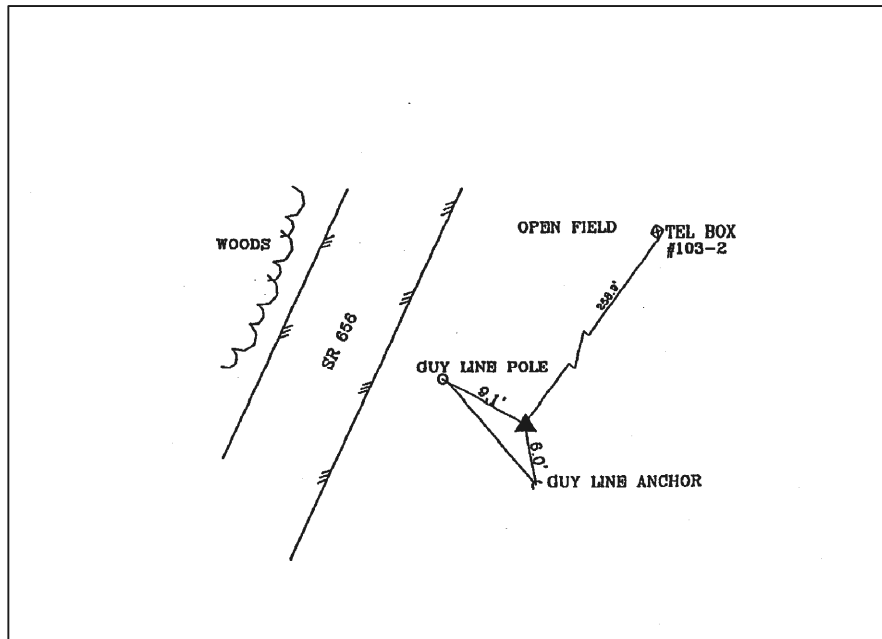 WOODS
OPEN FIELD
TEL BOX
#103-2
SR 656
GUY LINE POLE
9.1'
6.0'
GUY LINE ANCHOR